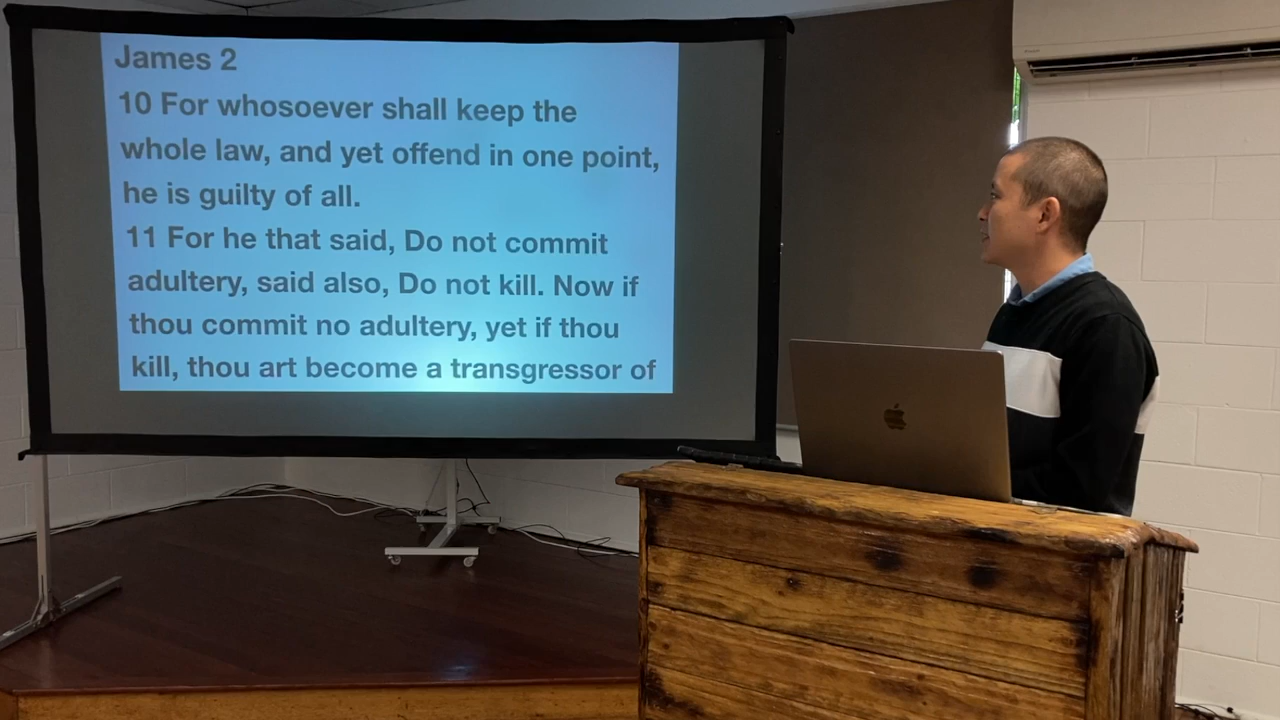 James 2
10 For whosoever shall keep the
whole law, and yet offend in one point,
he is guilty of all.
11 For he that said, Do not commit
adultery, said also, Do not kill. Now if
thou commit no adultery, yet if thou
kill, thou art become a transgressor of